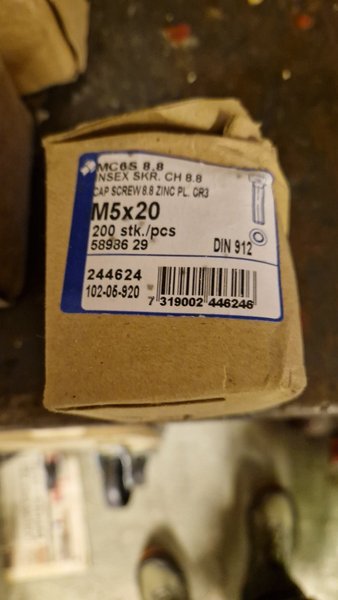 MC6S 8,8
INSEX SKR. CH 8.8
CAP SCREW 8.8 ZINC PL. CR3
M5x20
200 stk./pcs
58986 29
DIN 912
244624
102-05-920
7 319002 446246